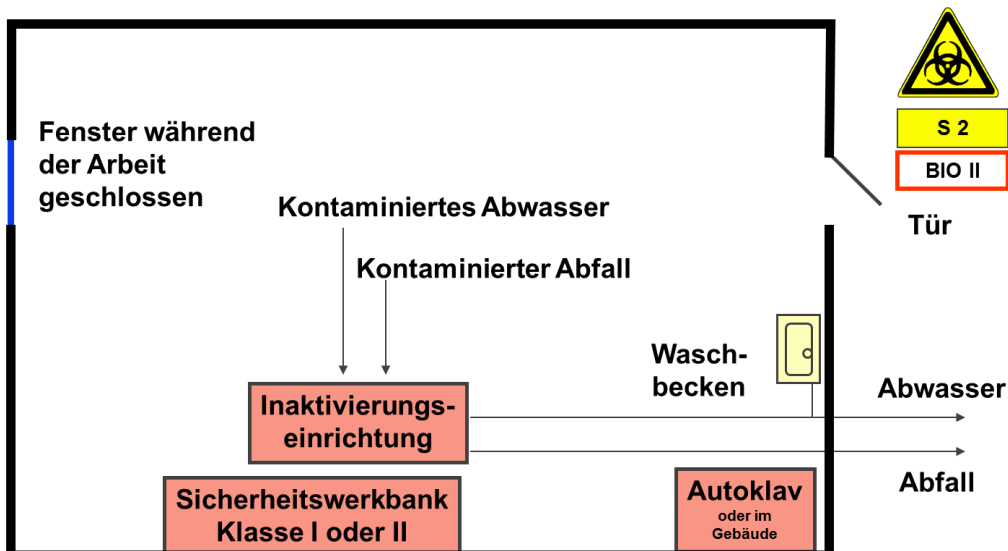 S 2
BIO II
Fenster während
der Arbeit
geschlossen
Kontaminiertes Abwasser
Tür
Kontaminierter Abfall
Wasch-
becken
Abwasser
Inaktivierungs-
einrichtung
Abfall
Sicherheitswerkbank
Klasse I oder II
Autoklav
oder im
Gebäude